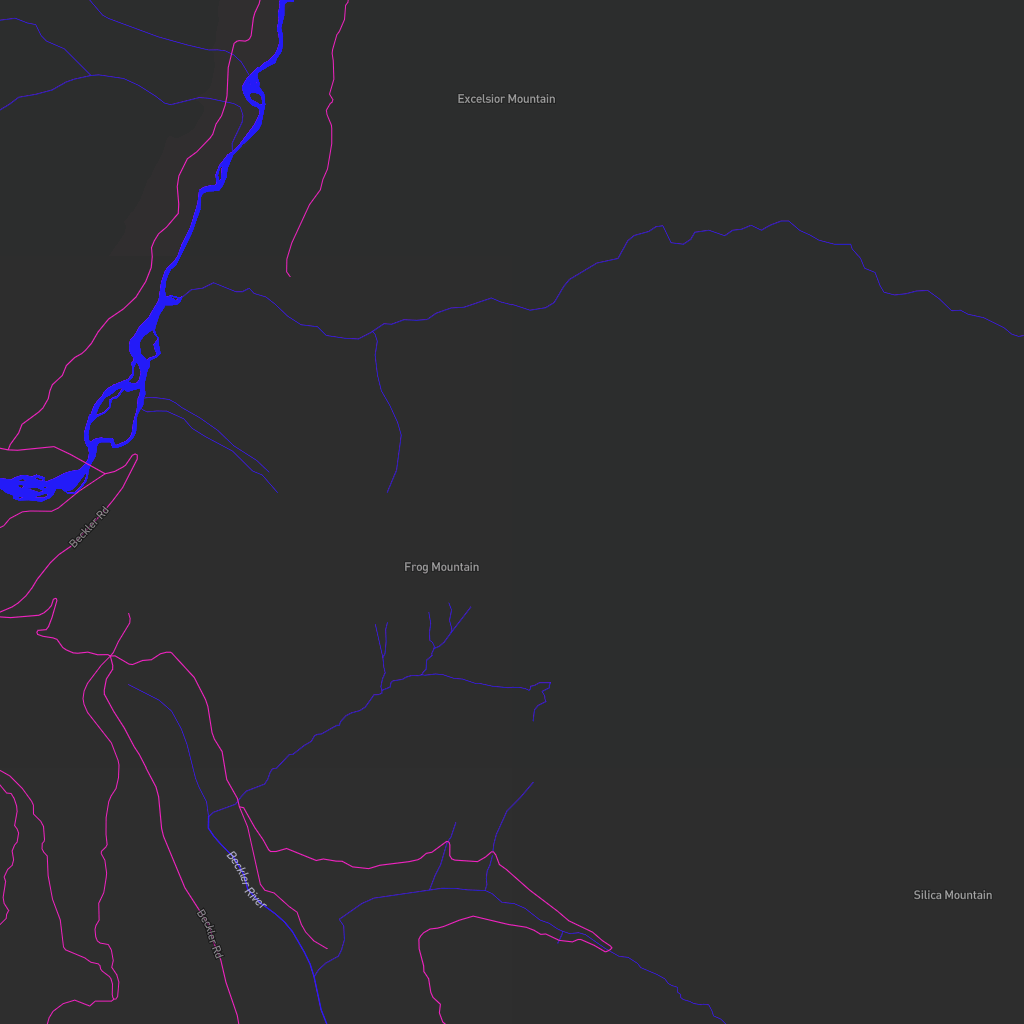 Excelsior Mountain
Beckler Rd
Frog Mountain
Beckler River
Silica Mountain
Beckler Rd